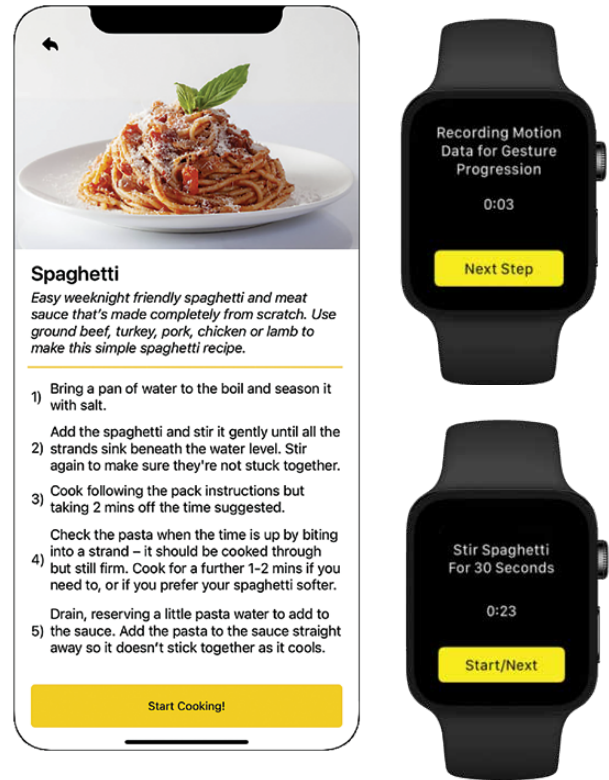 Spaghetti
Easy weeknight friendly spaghetti and meat
sauce that's made completely from scratch. Use
ground beef, turkey, pork, chicken or lamb to
make this simple spaghetti recipe.
1) Bring a pan of water to the boil and season it
with salt.
Add the spaghetti and stir it gently until all the
2) strands sink beneath the water level. Stir
again to make sure they're not stuck together.
3) Cook following the pack instructions but
taking 2 mins off the time suggested.
Check the pasta when the time is up by biting
4) into a strand – it should be cooked through
but still firm. Cook for a further 1-2 mins if you
need to, or if you prefer your spaghetti softer.
Drain, reserving a little pasta water to add to
5) the sauce. Add the pasta to the sauce straight
away so it doesn't stick together as it cools.
Start Cooking!
Recording Motion
Data for Gesture
Progression
0:03
Next Step
Stir Spaghetti
For 30 Seconds
0:23
Start/Next